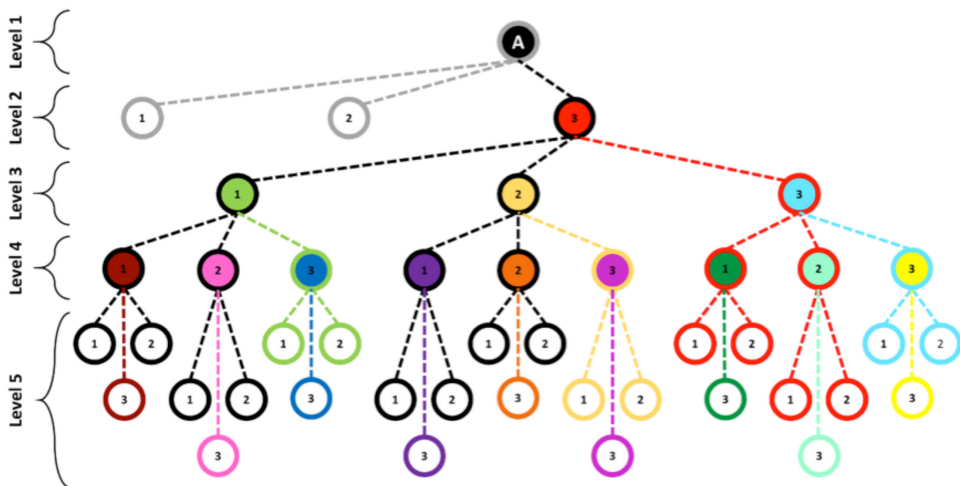 Level 1
A
Level 2
1 2 3
Level 3
1 2 3
Level 4
1 2 3 1 2 3 1 2 3
Level 5
1 2 1 2 1 2 1 2 1 2
3 1 2 3 1 2 3 1 2 3 1 2 3
3 3 3 3